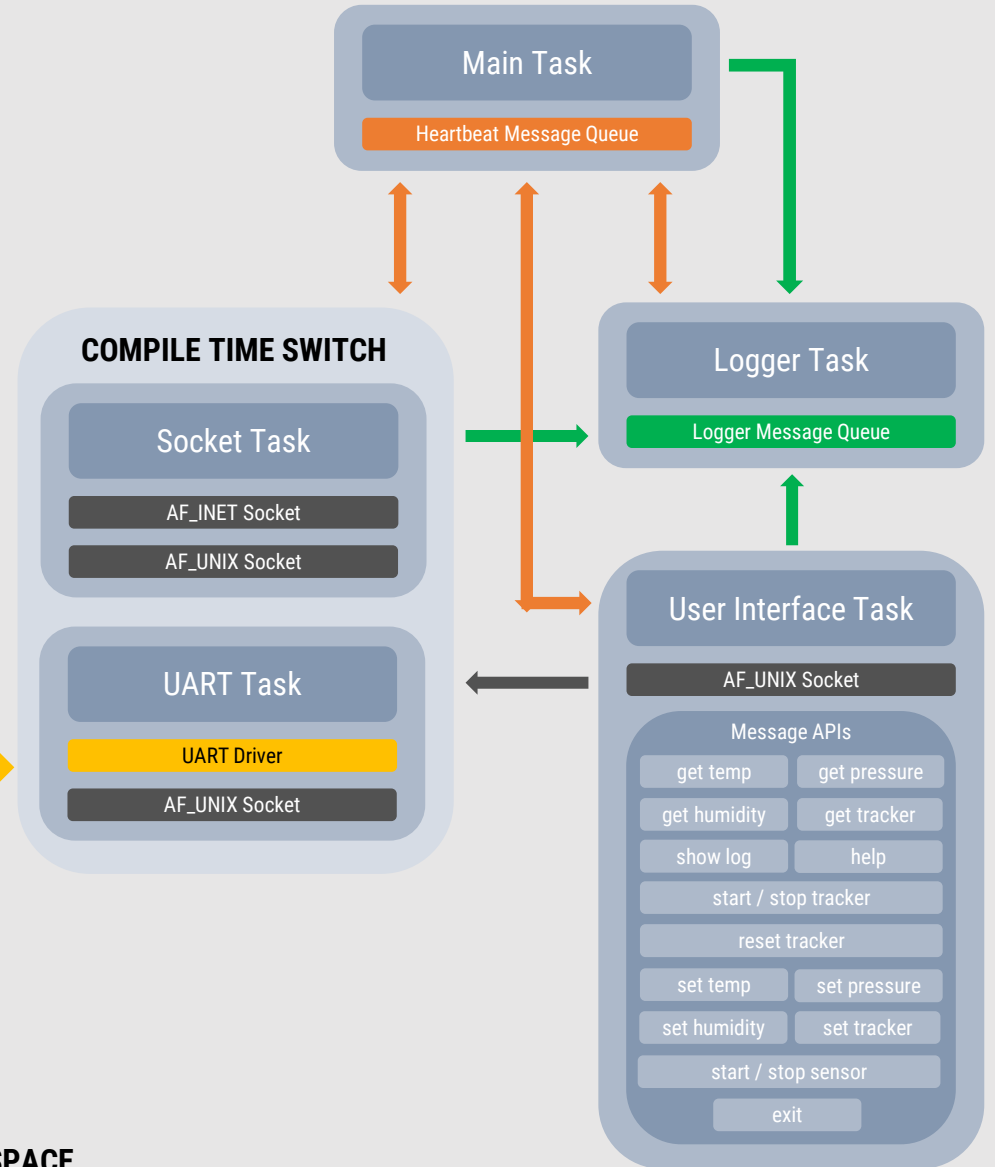 Main Task
Heartbeat Message Queue
COMPILE TIME SWITCH
Socket Task
AF_INET Socket
AF_UNIX Socket
UART Task
UART Driver
AF_UNIX Socket
Logger Task
Logger Message Queue
User Interface Task
AF_UNIX Socket
Message APIs
get temp
get pressure
get humidity
get tracker
show log
help
start / stop tracker
reset tracker
set temp
set pressure
set humidity
set tracker
start / stop sensor
exit
SPACE